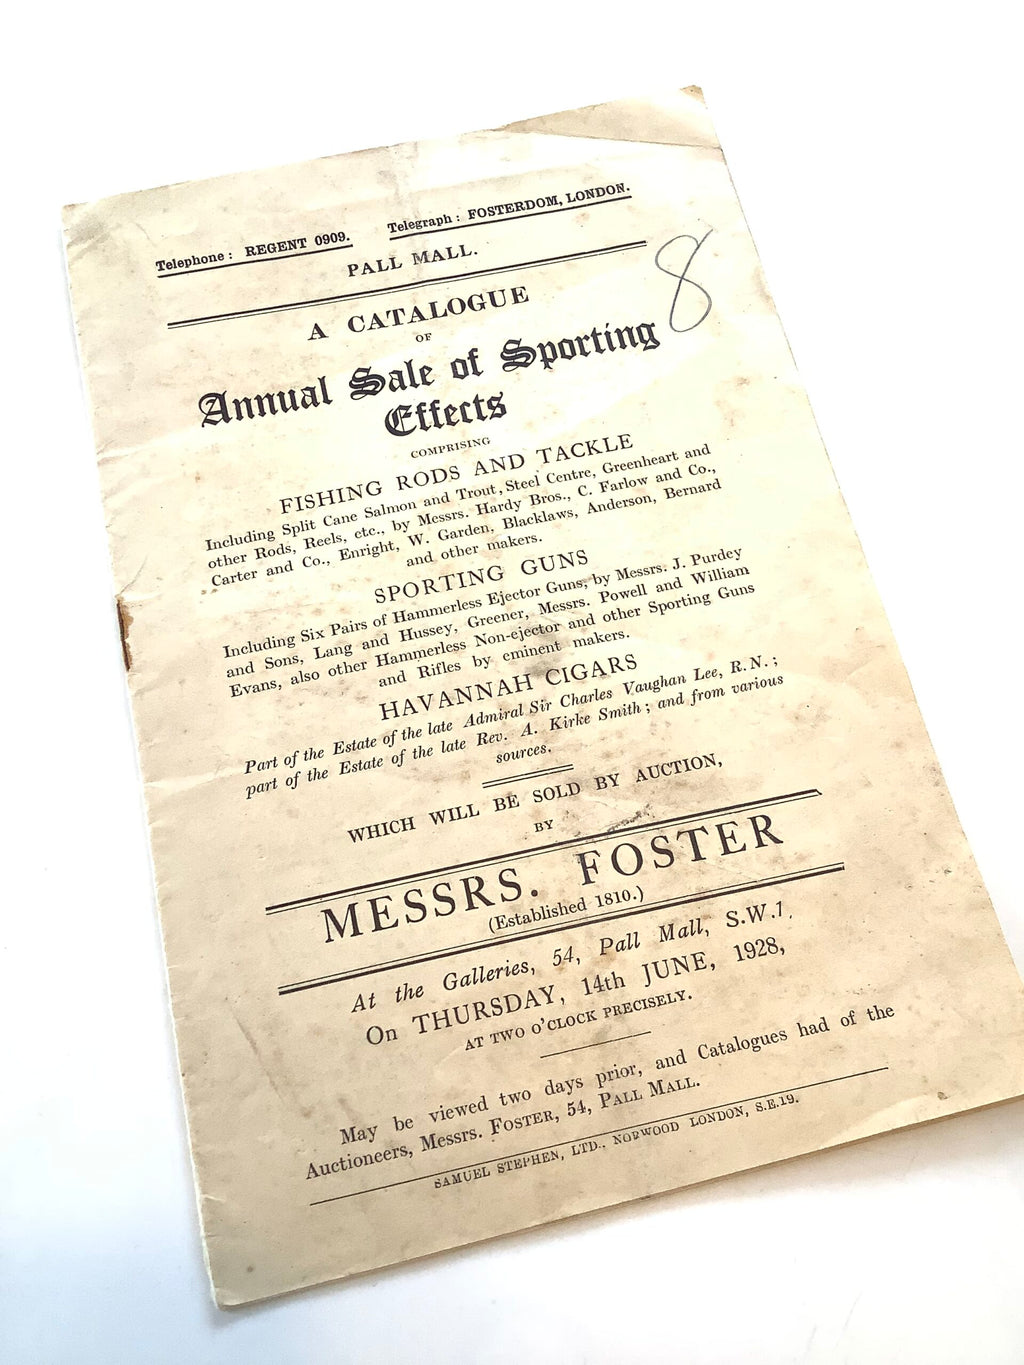 Telephone: REGENT 0909. Telegraph: FOSTERDOM, LONDON.
PALL MALL.
8
A CATALOGUE
OF
Annual Sale of Sporting
Effects
COMPRISING
FISHING RODS AND TACKLE
Including Split Cane Salmon and Trout, Steel Centre, Greenheart and
other Rods, Reels, etc., by Messrs. Hardy Bros., C. Farlow and Co.,
Carter and Co., Enright, W. Garden, Blacklaws, Anderson, Bernard
and other makers.
SPORTING GUNS
Including Six Pairs of Hammerless Ejector Guns, by Messrs. J. Purdey
and Sons, Lang and Hussey, Greener, Messrs. Powell and William
Evans, also other Hammerless Non-ejector and other Sporting Guns
and Rifles by eminent makers.
HAVANNAH CIGARS
Part of the Estate of the late Admiral Sir Charles Vaughan Lee, R.N.;
part of the Estate of the late Rev. A. Kirke Smith; and from various
sources.
WHICH WILL BE SOLD BY AUCTION,
BY
MESSRS. FOSTER
(Established 1810.)
At the Galleries, 54, Pall Mall, S.W.1.
On THURSDAY, 14th JUNE, 1928,
AT TWO O'CLOCK PRECISELY.
May be viewed two days prior, and Catalogues had of the
Auctioneers, Messrs. FOSTER, 54, PALL MALL.
SAMUEL STEPHEN, LTD., NORWOOD LONDON, S.E.19.